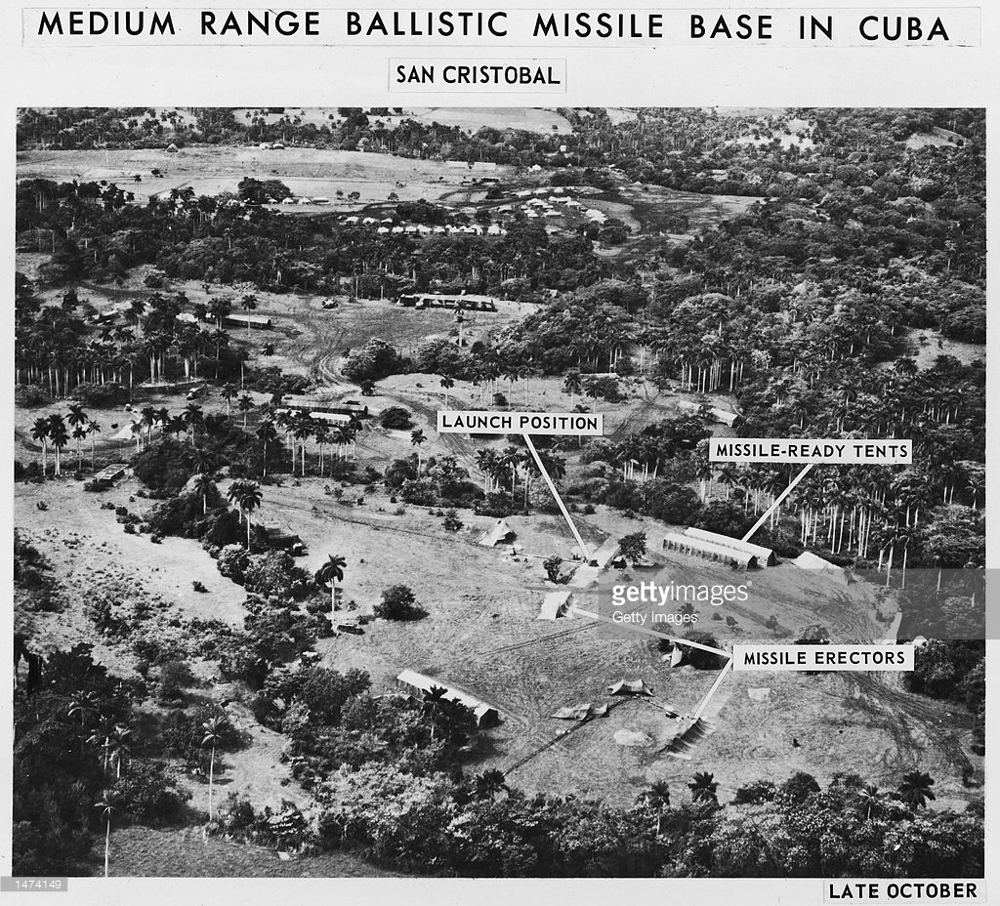 MEDIUM RANGE BALLISTIC MISSILE BASE IN CUBA
SAN CRISTOBAL
LAUNCH POSITION
MISSILE-READY TENTS
gettyimages®
Getty Images
MISSILE ERECTORS
1474149
LATE OCTOBER